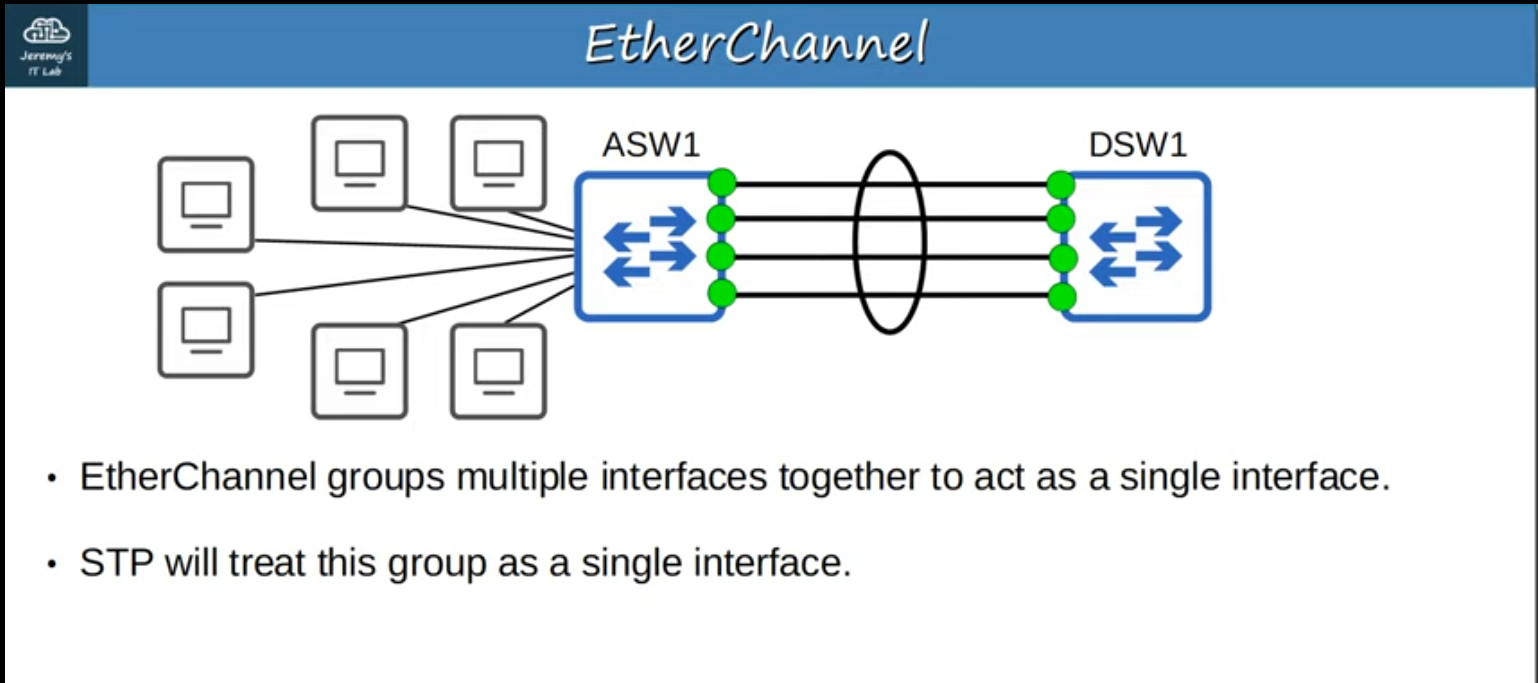 Jeremy's
IT Lab
EtherChannel
ASW1
DSW1
• EtherChannel groups multiple interfaces together to act as a single interface.
• STP will treat this group as a single interface.